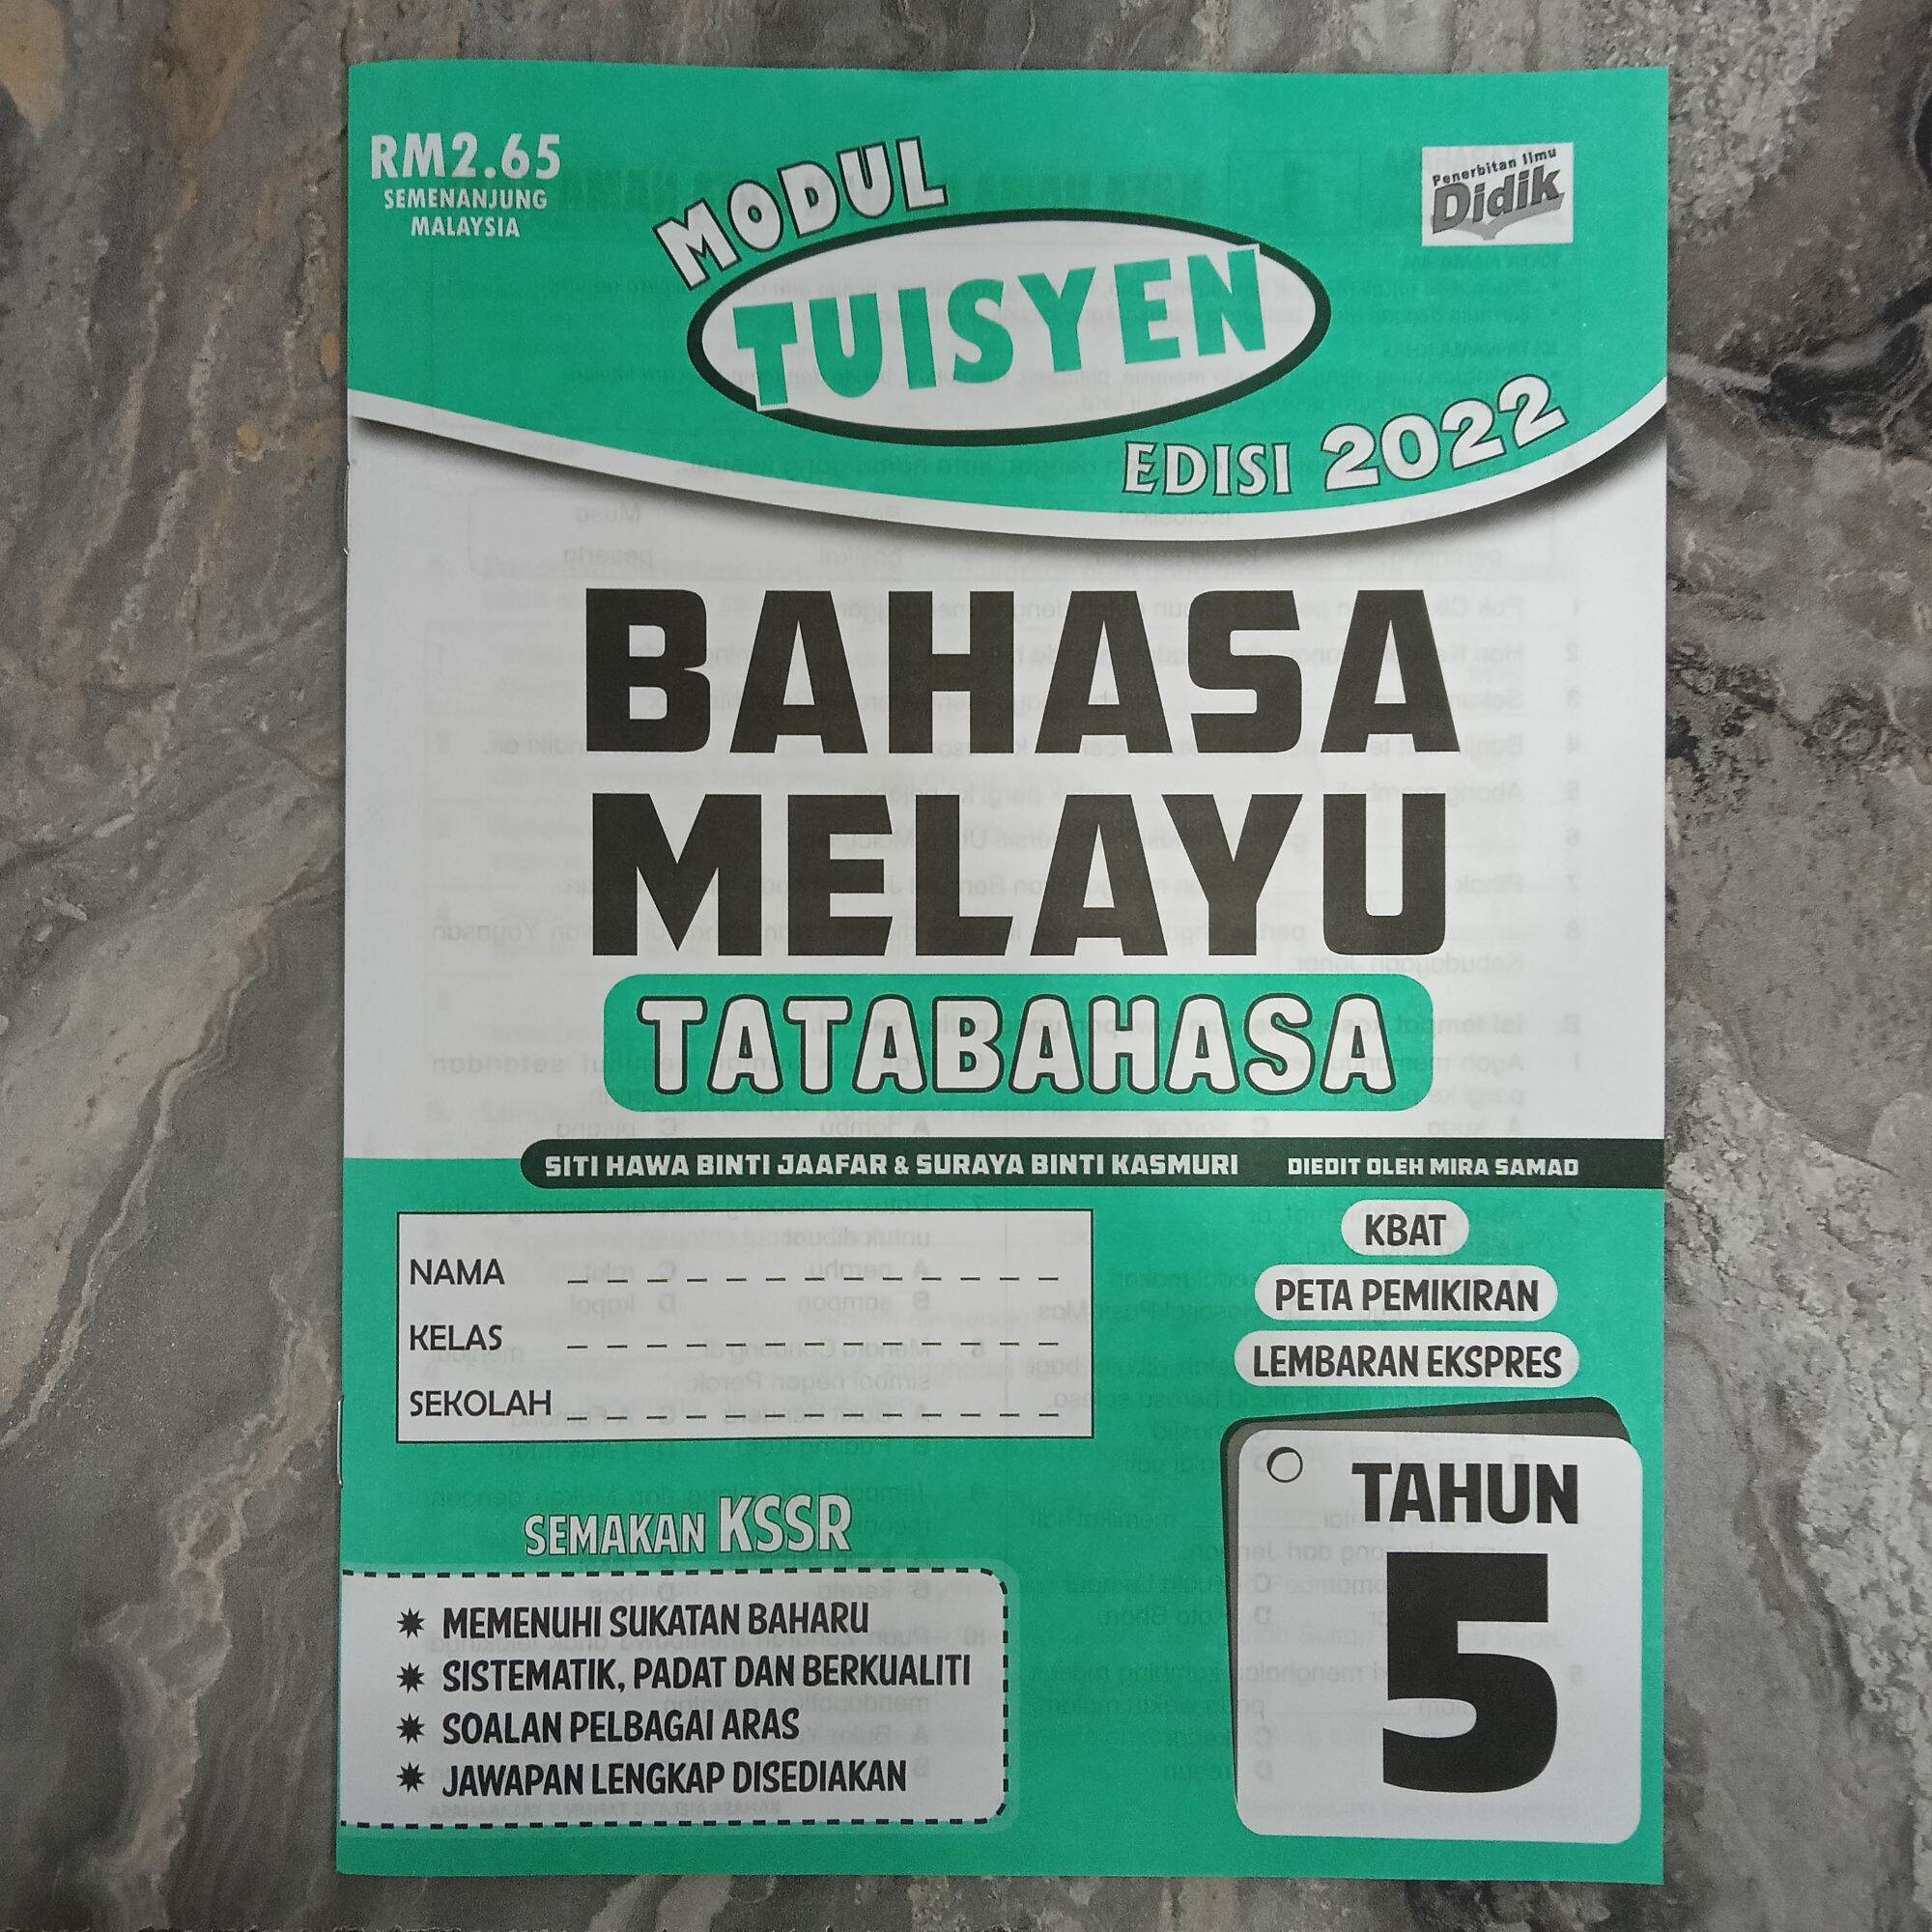 RM2.65
SEMENANJUNG
MALAYSIA
MODUL
TUISYEN
EDISI 2022
Penerbitan Ilmu
Didik
BAHASA
MELAYU
TATABAHASA
SITI HAWA BINTI JAAFAR & SURAYA BINTI KASMURI DIEDIT OLEH MIRA SAMAD
NAMA
KELAS
SEKOLAH
KBAT
PETA PEMIKIRAN
LEMBARAN EKSPRES
TAHUN
5
SEMAKAN KSSR
MEMENUHI SUKATAN BAHARU
SISTEMATIK, PADAT DAN BERKUALITI
SOALAN PELBAGAI ARAS
JAWAPAN LENGKAP DISEDIAKAN